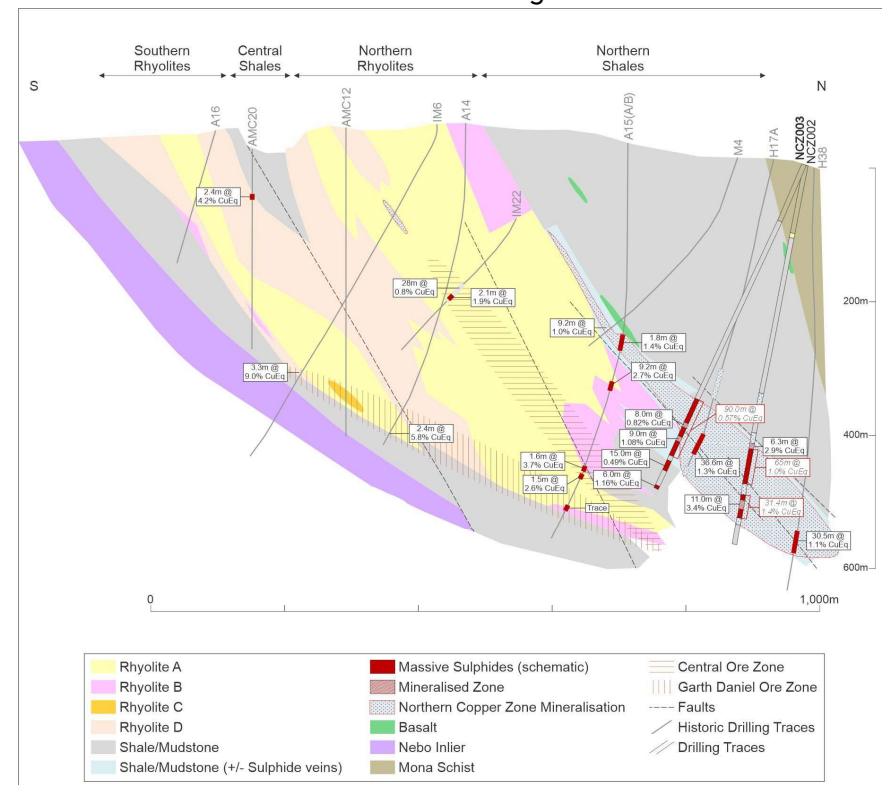 Southern
Rhyolites
Central
Shales
Northern
Rhyolites
Northern
Shales
S
N
A16
AMC20
AMC12
IM6
A14
IM22
A15(A/B)
M4
H17A
NCZ003
NCZ002
H38
2.4m @
4.2% CuEq
28m @
0.8% CuEq
2.1m @
1.9% CuEq
9.2m @
1.0% CuEq
1.8m @
1.4% CuEq
3.3m @
9.0% CuEq
9.2m @
2.7% CuEq
2.4m @
5.8% CuEq
8.0m @
0.82% CuEq
90.0m @
0.57% CuEq
9.0m @
1.08% CuEq
15.0m @
0.49% CuEq
6.0m @
1.16% CuEq
1.6m @
3.7% CuEq
1.5m @
2.6% CuEq
Trace
36.6m @
1.3% CuEq
6.3m @
2.9% CuEq
65m @
1.0% CuEq
11.0m @
3.4% CuEq
31.4m @
1.4% CuEq
30.5m @
1.1% CuEq
200m
400m
600m
0
1,000m
Rhyolite A
Rhyolite B
Rhyolite C
Rhyolite D
Shale/Mudstone
Shale/Mudstone (+/- Sulphide veins)
Massive Sulphides (schematic)
Mineralised Zone
Northern Copper Zone Mineralisation
Basalt
Nebo Inlier
Mona Schist
Central Ore Zone
Garth Daniel Ore Zone
Faults
Historic Drilling Traces
Drilling Traces